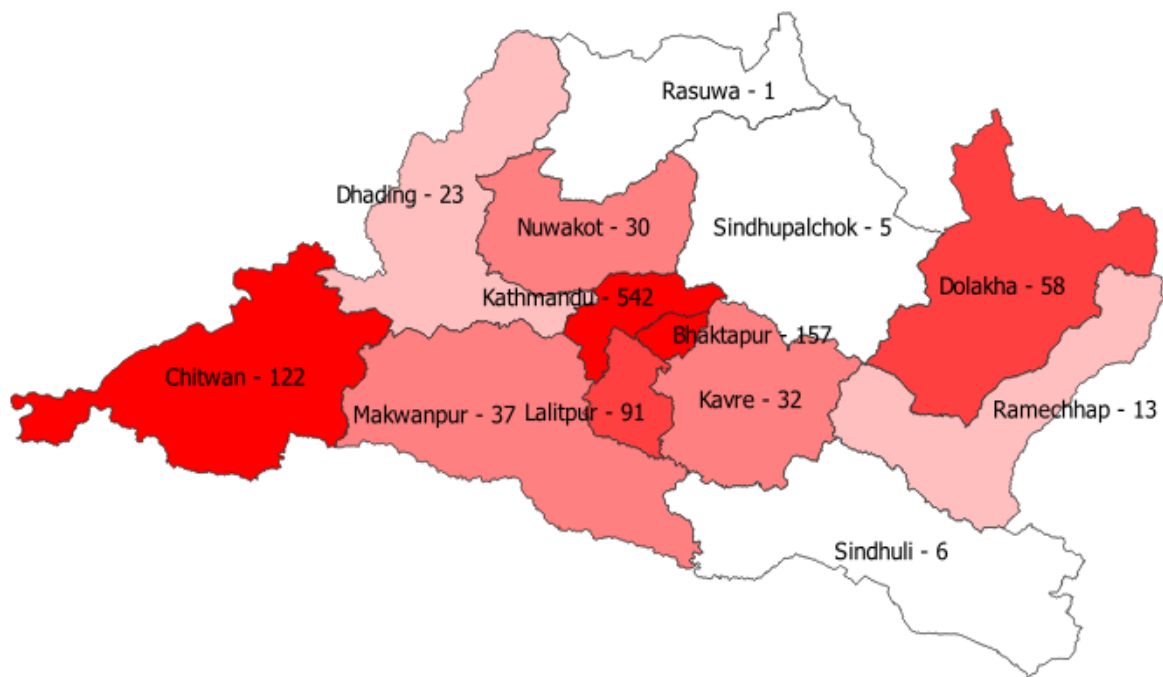 Rasuwa - 1
Dhading - 23
Nuwakot - 30
Sindhupalchok - 5
Dolakha - 58
Kathmandu - 542
Bhaktapur - 157
Chitwan - 122
Makwanpur - 37
Lalitpur - 91
Kavre - 32
Ramechhap - 13
Sindhuli - 6